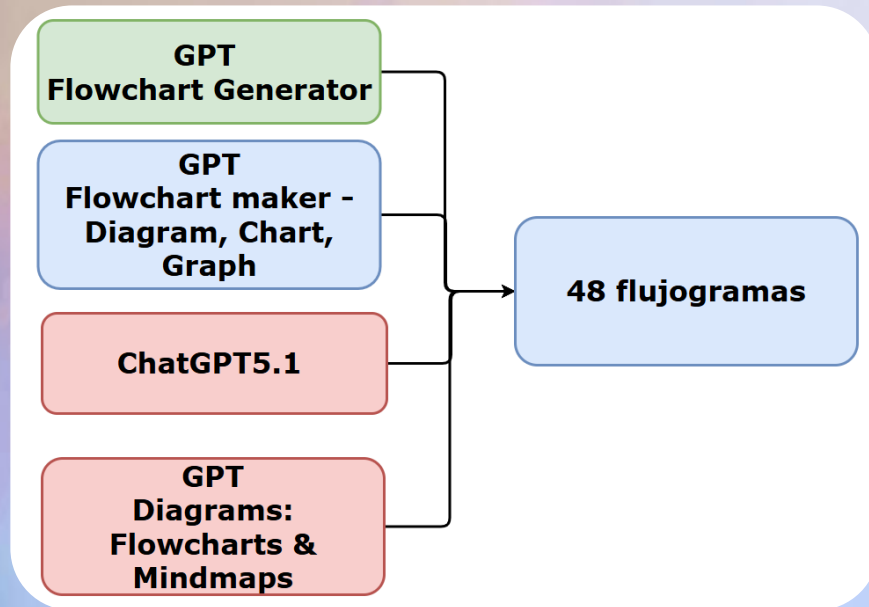 GPT
Flowchart Generator
GPT
Flowchart maker –
Diagram, Chart,
Graph
ChatGPT5.1
GPT
Diagrams:
Flowcharts &
Mindmaps
48 flujogramas